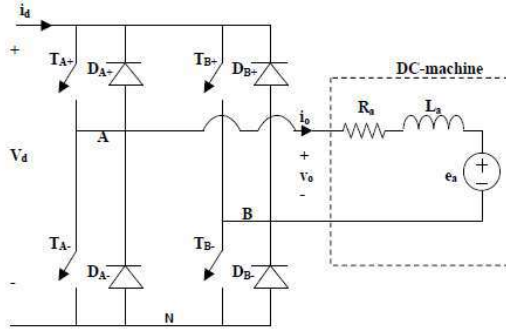 i_d
+
T_A+
D_A+
T_B+
D_B+
DC-machine
i_o
R_a
L_a
A
+
V_d
v_o
+
-
e_a
-
B
T_A-
D_A-
T_B-
D_B-
-
N